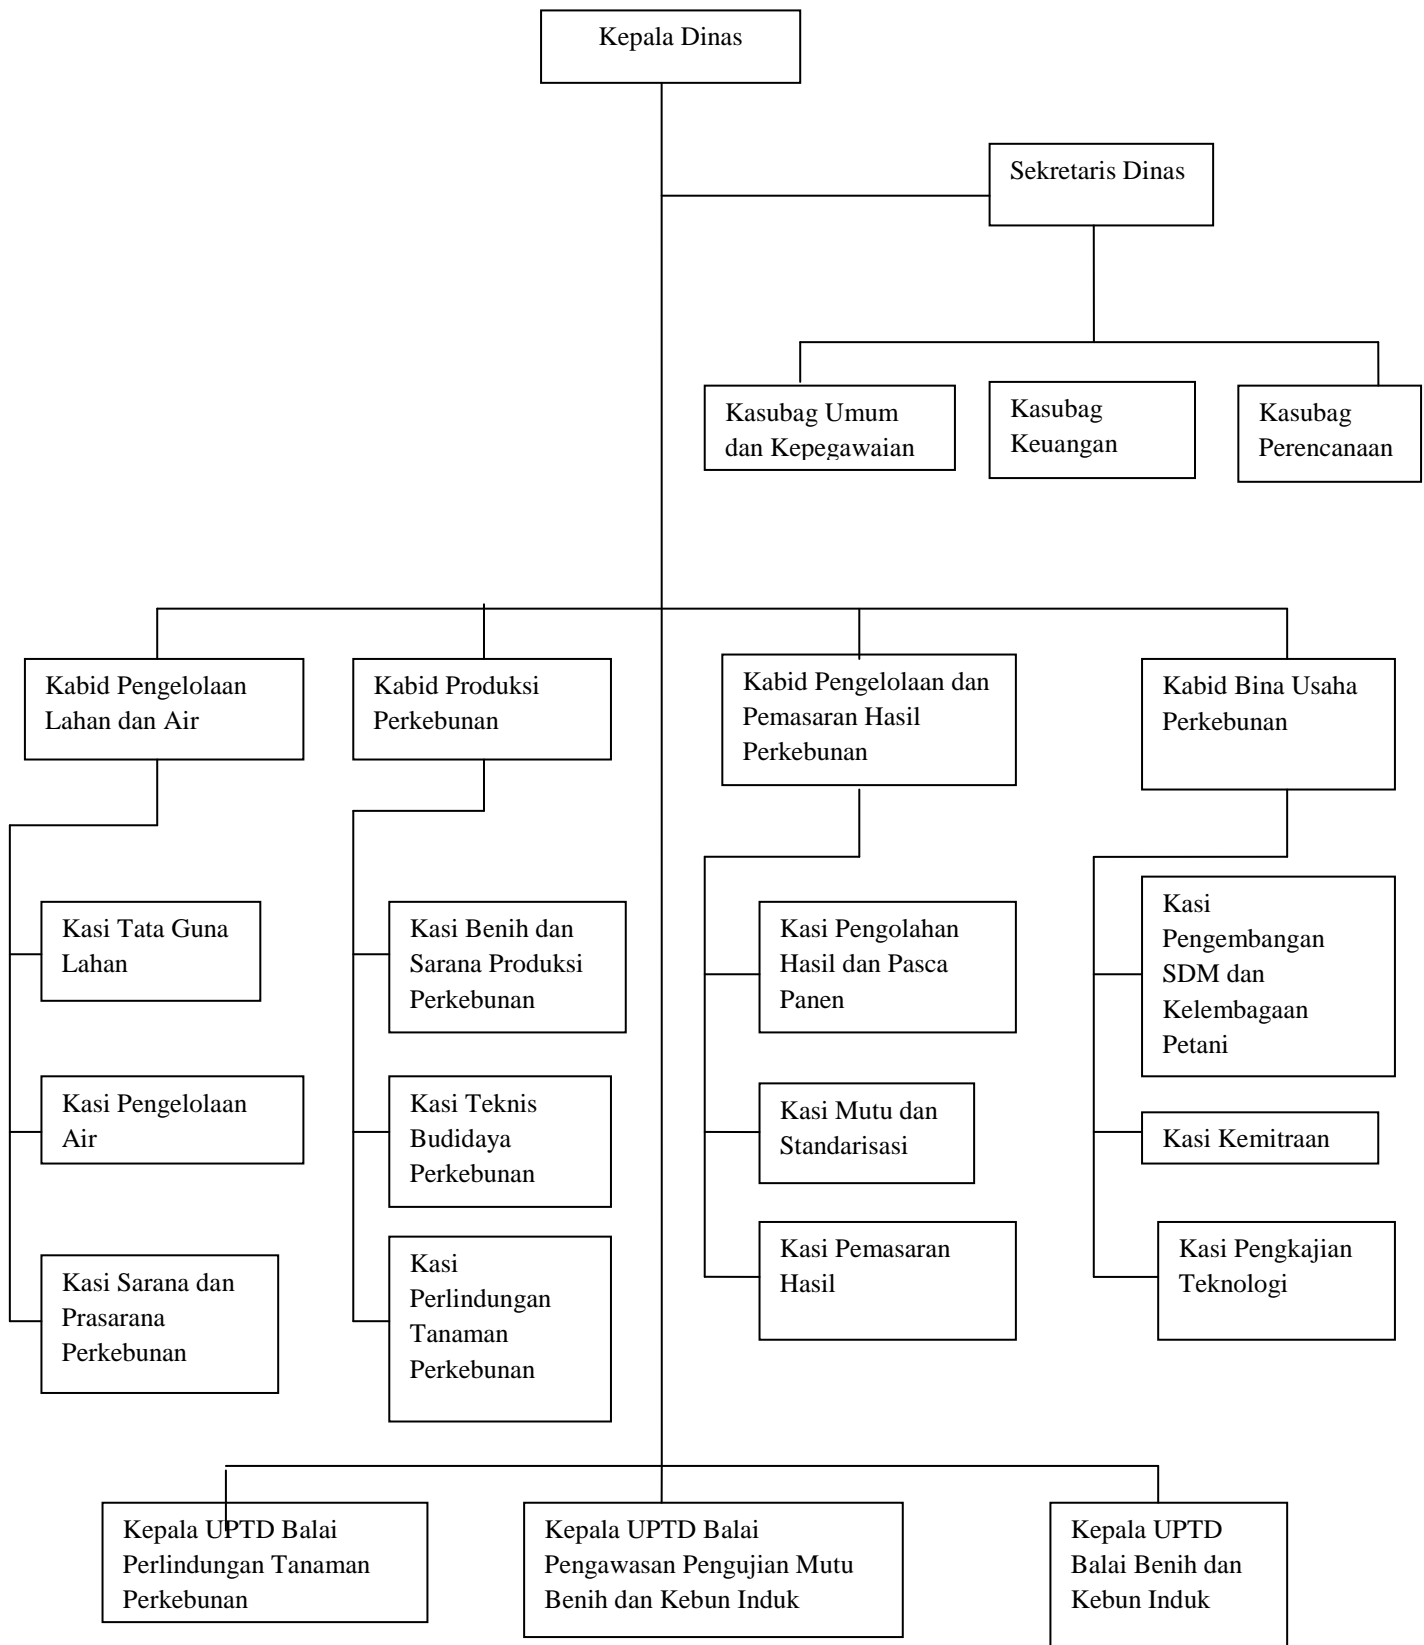 Kepala Dinas
Sekretaris Dinas
Kasubag Umum
dan Kepegawaian
Kasubag
Keuangan
Kasubag
Perencanaan
Kabid Pengelolaan
Lahan dan Air
Kabid Produksi
Perkebunan
Kabid Pengelolaan dan
Pemasaran Hasil
Perkebunan
Kabid Bina Usaha
Perkebunan
Kasi Tata Guna
Lahan
Kasi Pengelolaan
Air
Kasi Sarana dan
Prasarana
Perkebunan
Kasi Benih dan
Sarana Produksi
Perkebunan
Kasi Teknis
Budidaya
Perkebunan
Kasi
Perlindungan
Tanaman
Perkebunan
Kasi Pengolahan
Hasil dan Pasca
Panen
Kasi Mutu dan
Standarisasi
Kasi Pemasaran
Hasil
Kasi
Pengembangan
SDM dan
Kelembagaan
Petani
Kasi Kemitraan
Kasi Pengkajian
Teknologi
Kepala UPTD Balai
Perlindungan Tanaman
Perkebunan
Kepala UPTD Balai
Pengawasan Pengujian Mutu
Benih dan Kebun Induk
Kepala UPTD
Balai Benih dan
Kebun Induk